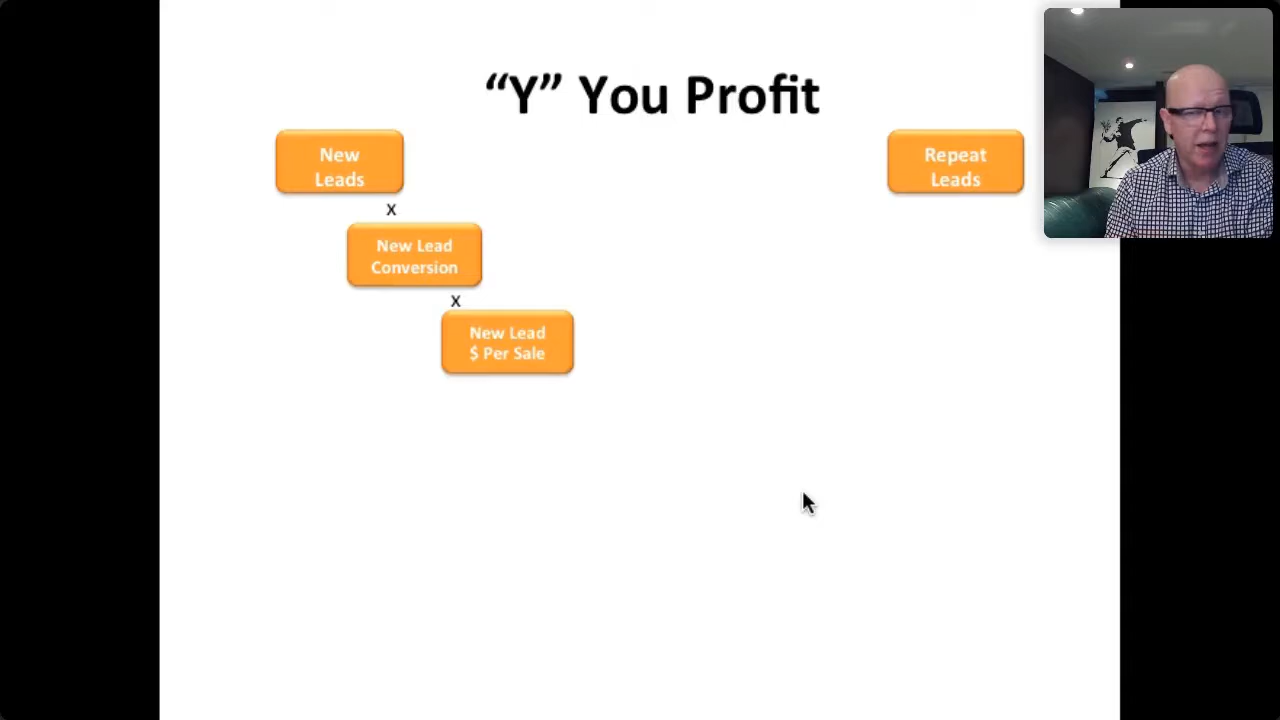 “Y” You Profit
New
Leads
Repeat
Leads
x
New Lead
Conversion
x
New Lead
$ Per Sale